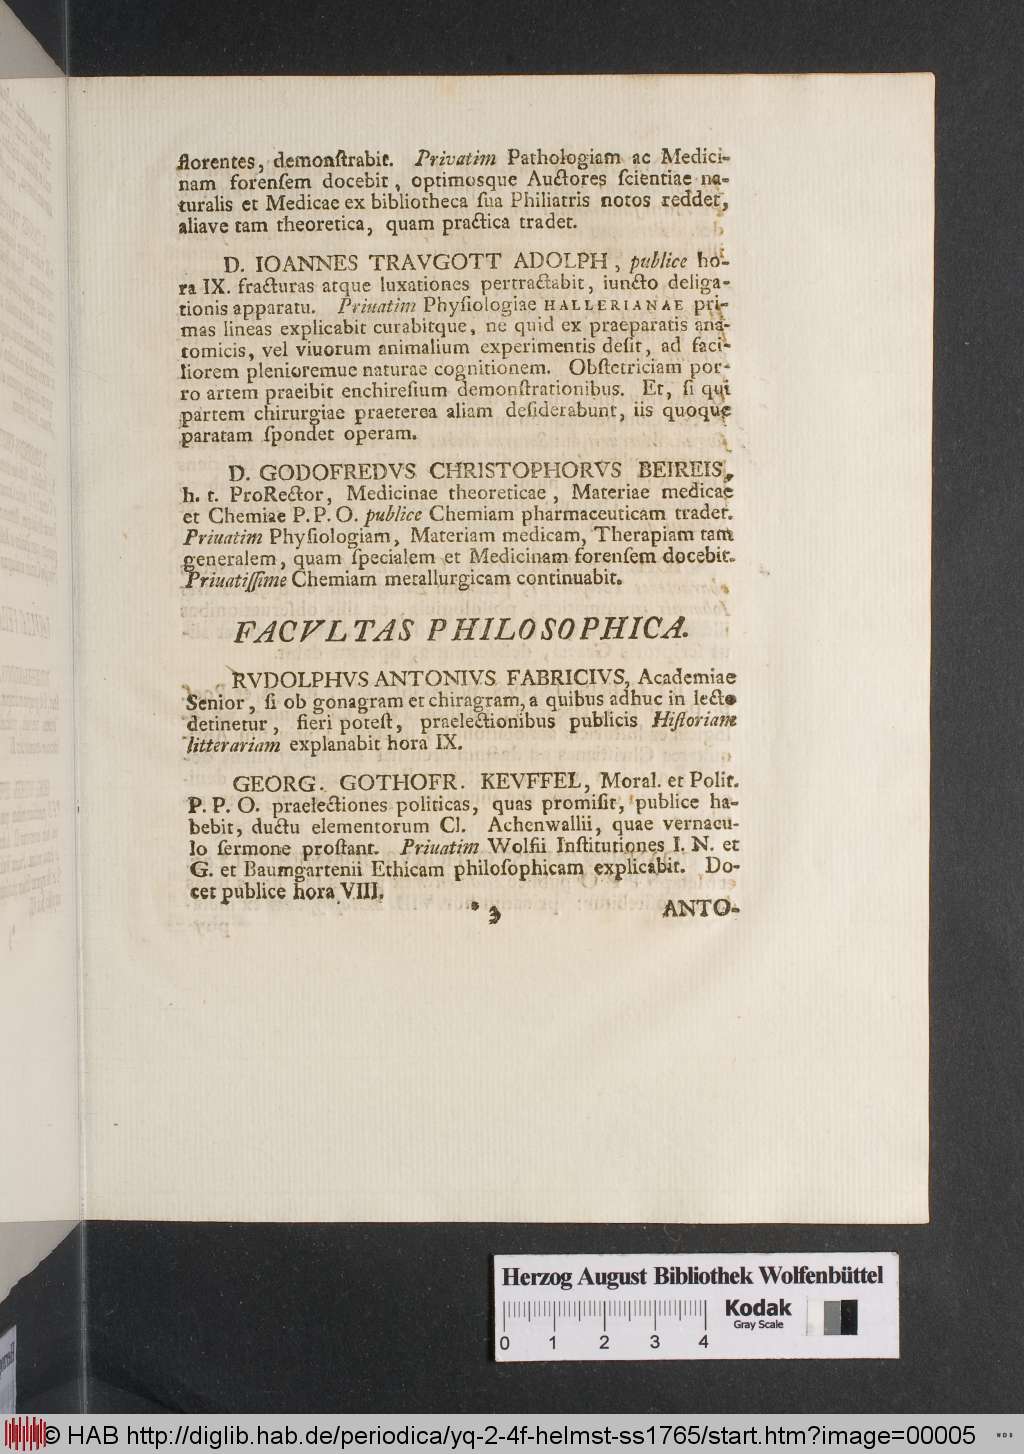 florentes, demonſtrabit. Privatim Pathologiam ac Medici-
nam forenſem docebit, optimosque Auctores ſcientiae na-
turalis et Medicae ex bibliotheca ſua Philiatris notos reddet,
aliave tam theoretica, quam practica tradet.
D. IOANNES TRAVGOTT ADOLPH, publice ho-
ra IX. fracturas atque luxationes pertractabit, iuncto deliga-
tionis apparatu. Priuatim Phyſiologiae HALLERIANAE pri-
mas lineas explicabit curabitque, ne quid ex praeparatis ana-
tomicis, vel viuorum animalium experimentis deſit, ad faci-
liorem plenioremue naturae cognitionem. Obſtetriciam por-
ro artem praeibit enchireſium demonſtrationibus. Et, ſi qui
partem chirurgiae praeterea aliam deſiderabunt, iis quoque
paratam ſpondet operam.
D. GODOFREDVS CHRISTOPHORVS BEIREIS,
h. t. ProRector, Medicinae theoreticae, Materiae medicae
et Chemiae P. P. O. publice Chemiam pharmaceuticam tradet.
Priuatim Phyſiologiam, Materiam medicam, Therapiam tam
generalem, quam ſpecialem et Medicinam forenſem docebit.
Priuatiſſime Chemiam metallurgicam continuabit.
FACVLTAS PHILOSOPHICA.
RVDOLPHVS ANTONIVS FABRICIVS, Academiae
Senior, ſi ob gonagram et chiragram, a quibus adhuc in lecto
detinetur, fieri poteſt, praelectionibus publicis Hiſtoriam
litterariam explanabit hora IX.
GEORG. GOTHOFR. KEVFFEL, Moral. et Polit.
P. P. O. praelectiones politicas, quas promiſit, publice ha-
bebit, ductu elementorum Cl. Achenwallii, quae vernacu-
lo ſermone proſtant. Priuatim Wolfii Inſtitutiones I. N. et
G. et Baumgartenii Ethicam philoſophicam explicabit. Do-
cet publice hora VIII.
* 3 ANTO-
Herzog August Bibliothek Wolfenbüttel
Kodak
Gray Scale
0 1 2 3 4
© HAB http://diglib.hab.de/periodica/yq-2-4f-helmst-ss1765/start.htm?image=00005